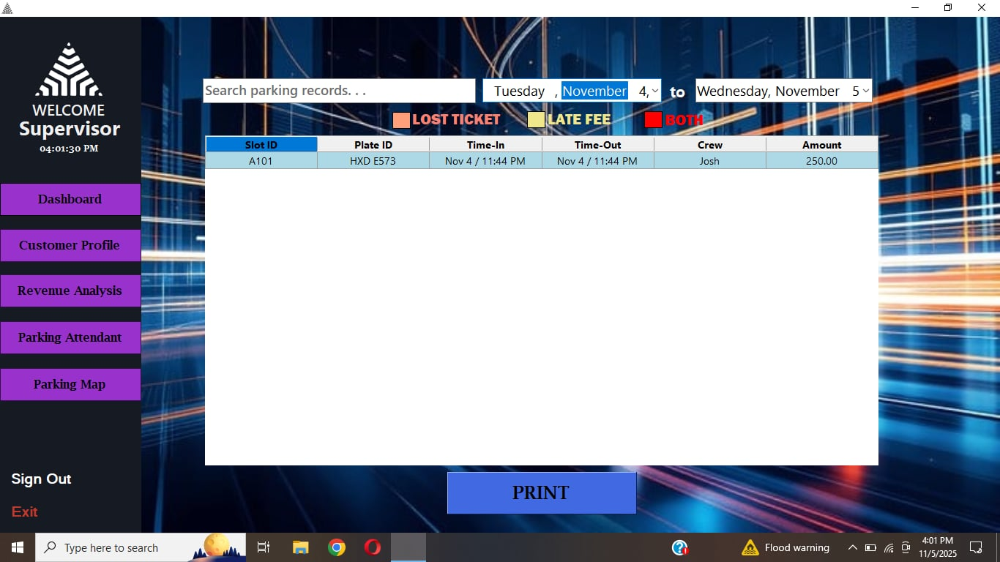 WELCOME
Supervisor
04:01:30 PM
Dashboard
Customer Profile
Revenue Analysis
Parking Attendant
Parking Map
Sign Out
Exit
Search parking records. . . Tuesday , November 4, to Wednesday, November 5
LOST TICKET LATE FEE BOTH
Slot ID Plate ID Time-In Time-Out Crew Amount
A101 HXD E573 Nov 4 / 11:44 PM Nov 4 / 11:44 PM Josh 250.00
PRINT
Type here to search Flood warning 4:01 PM
11/5/2025